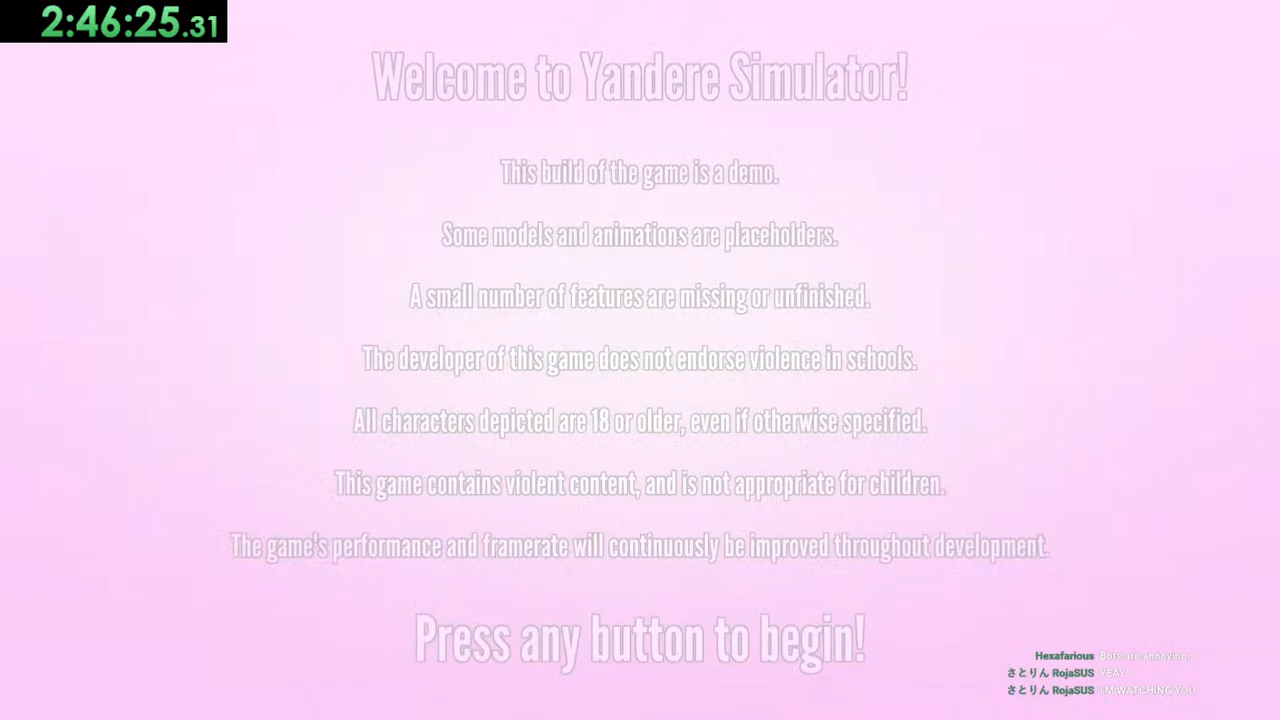 2:46:25.31
Welcome to Yandere Simulator!
This build of the game is a demo.
Some models and animations are placeholders.
A small number of features are missing or unfinished.
The developer of this game does not endorse violence in schools.
All characters depicted are 18 or older, even if otherwise specified.
This game contains violent content, and is not appropriate for children.
The game's performance and framerate will continuously be improved throughout development.
Press any button to begin!
Hexafarious Bots are annoying
さとりん RojaSUS YEAY
さとりん RojaSUS I'M WATCHING YOU